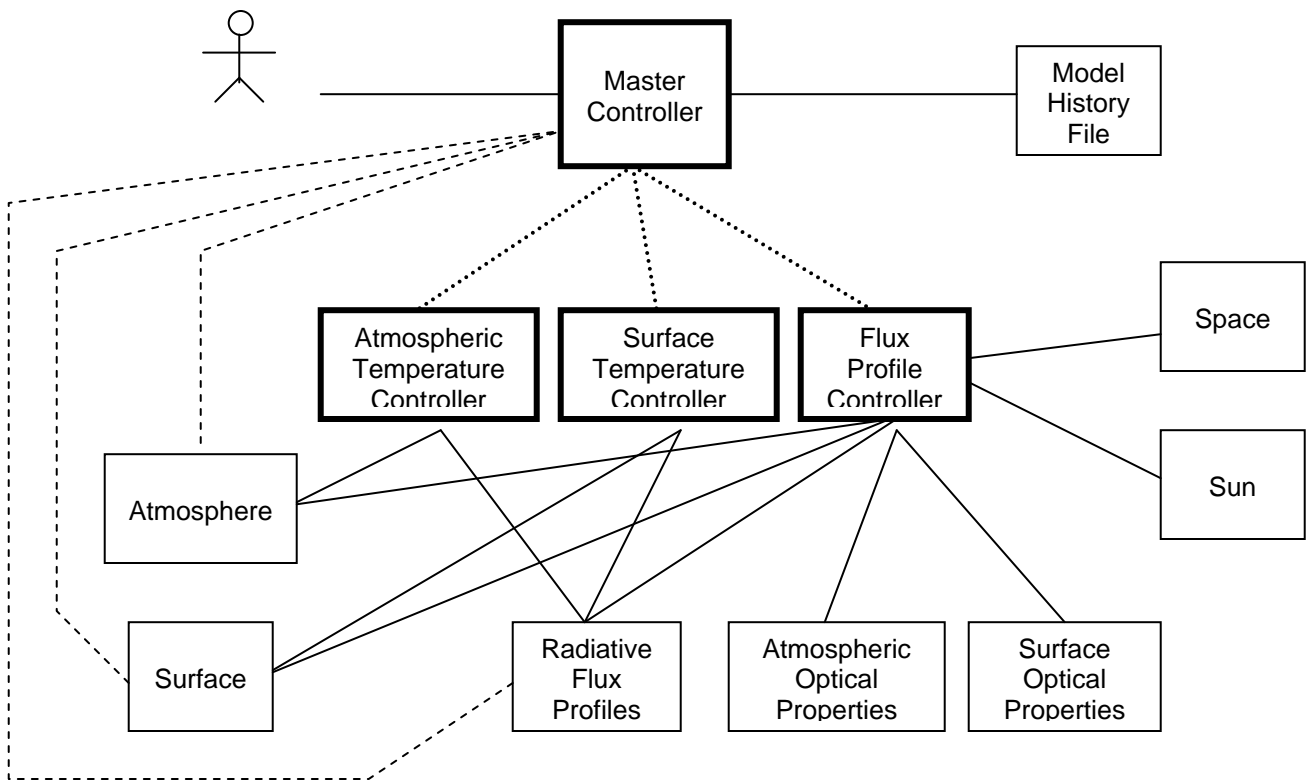 Master
Controller
Model
History
File
Space
Atmospheric
Temperature
Controller
Surface
Temperature
Controller
Flux
Profile
Controller
Sun
Atmosphere
Surface
Radiative
Flux
Profiles
Atmospheric
Optical
Properties
Surface
Optical
Properties